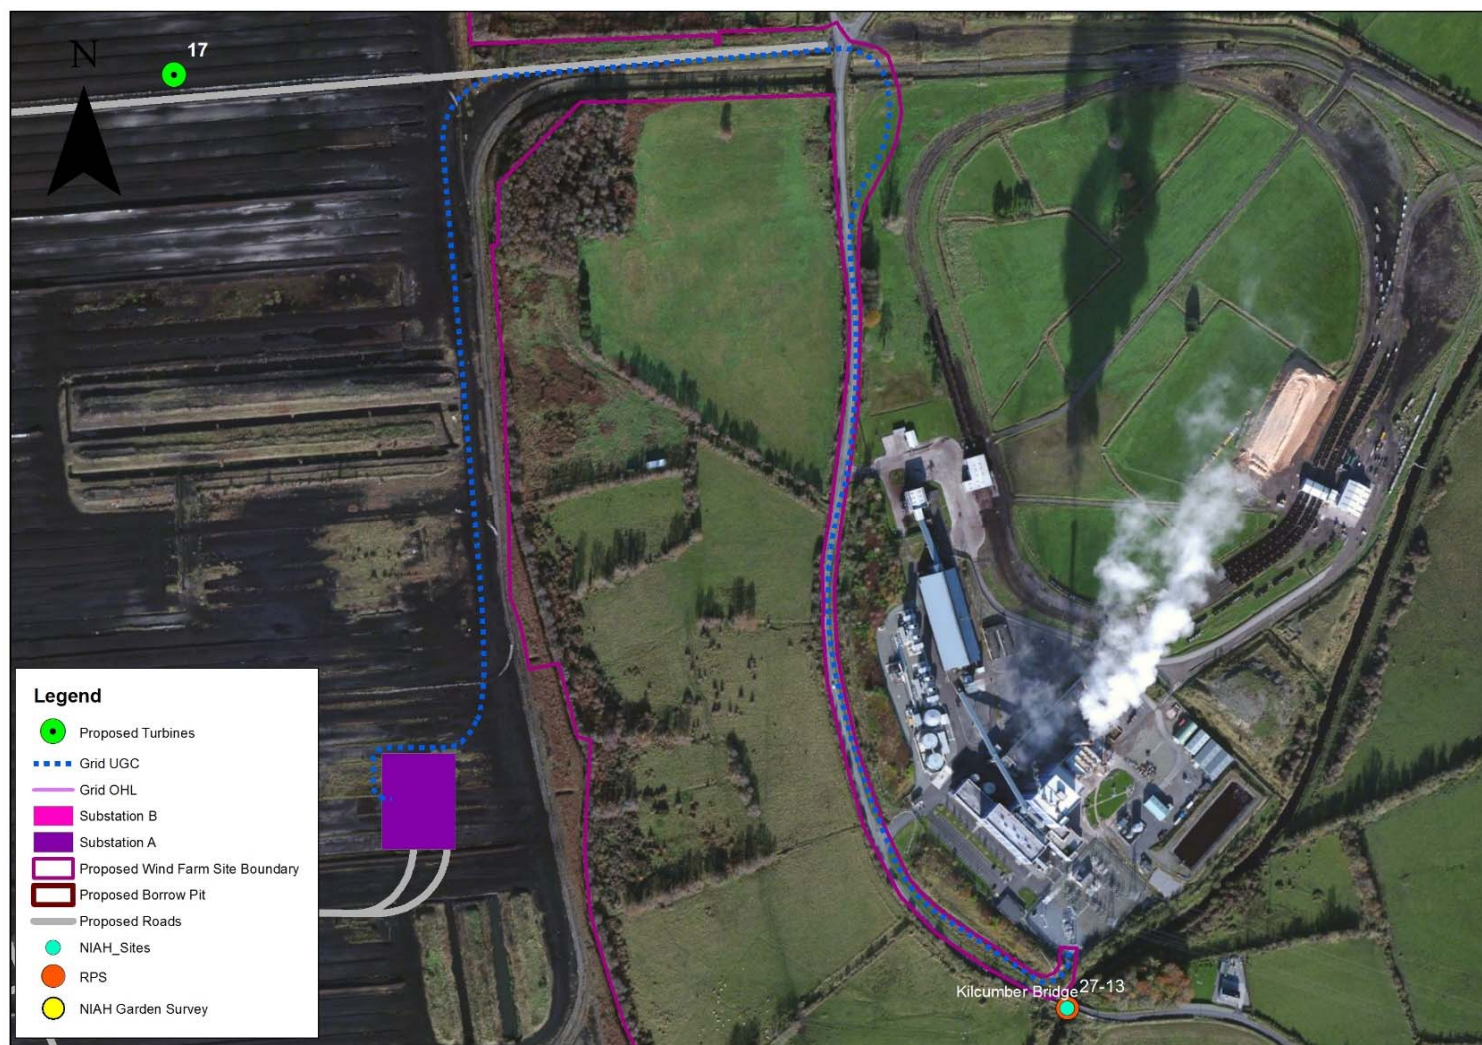 17
N
Legend
Proposed Turbines
Grid UGC
Grid OHL
Substation B
Substation A
Proposed Wind Farm Site Boundary
Proposed Borrow Pit
Proposed Roads
NIAH_Sites
RPS
NIAH Garden Survey
Kilcumber Bridge 27-13